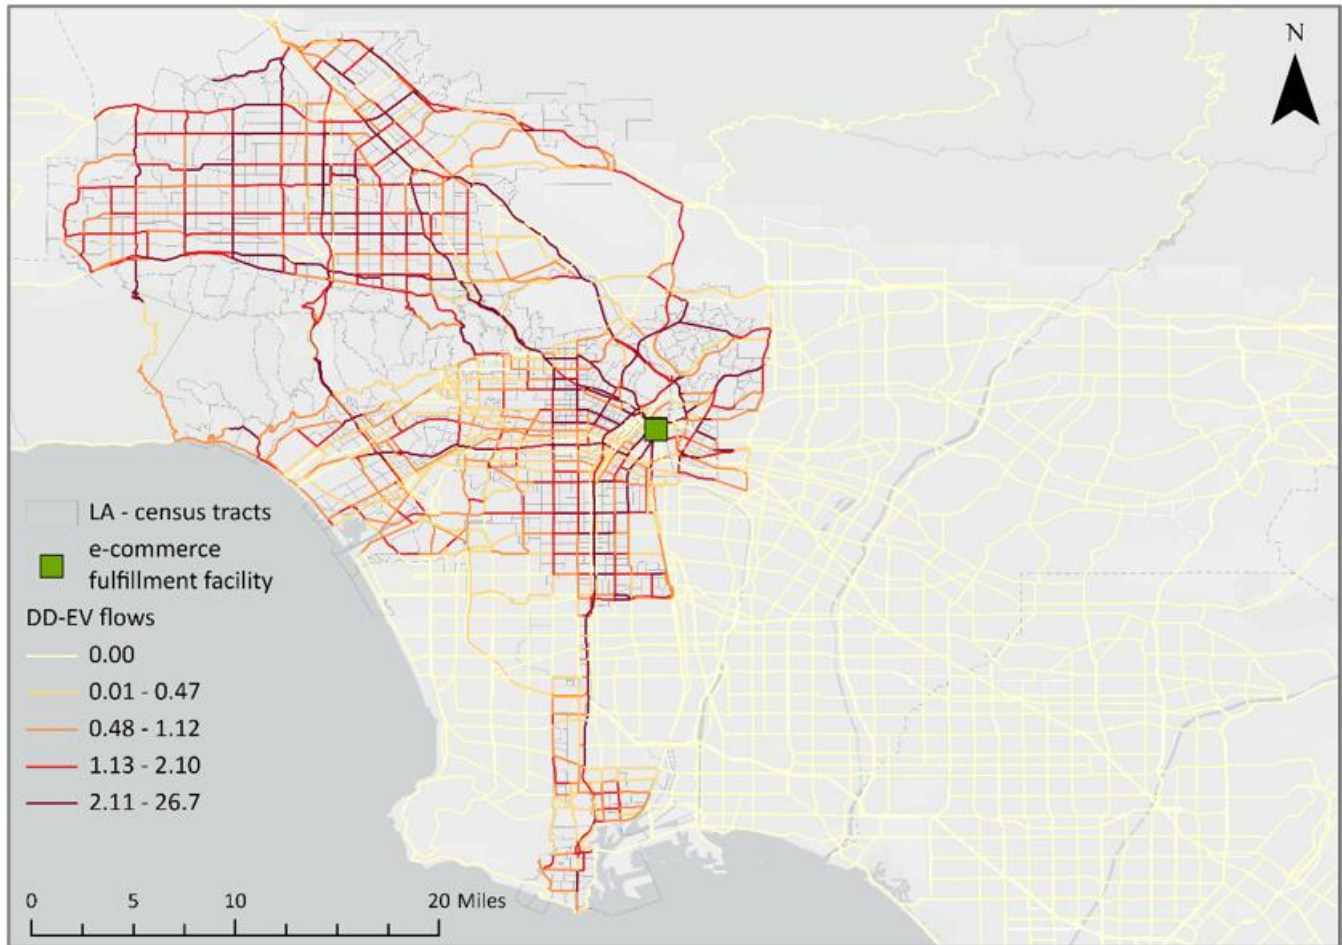 N
LA - census tracts
e-commerce
fulfillment facility
DD-EV flows
0.00
0.01 - 0.47
0.48 - 1.12
1.13 - 2.10
2.11 - 26.7
0 5 10 20 Miles